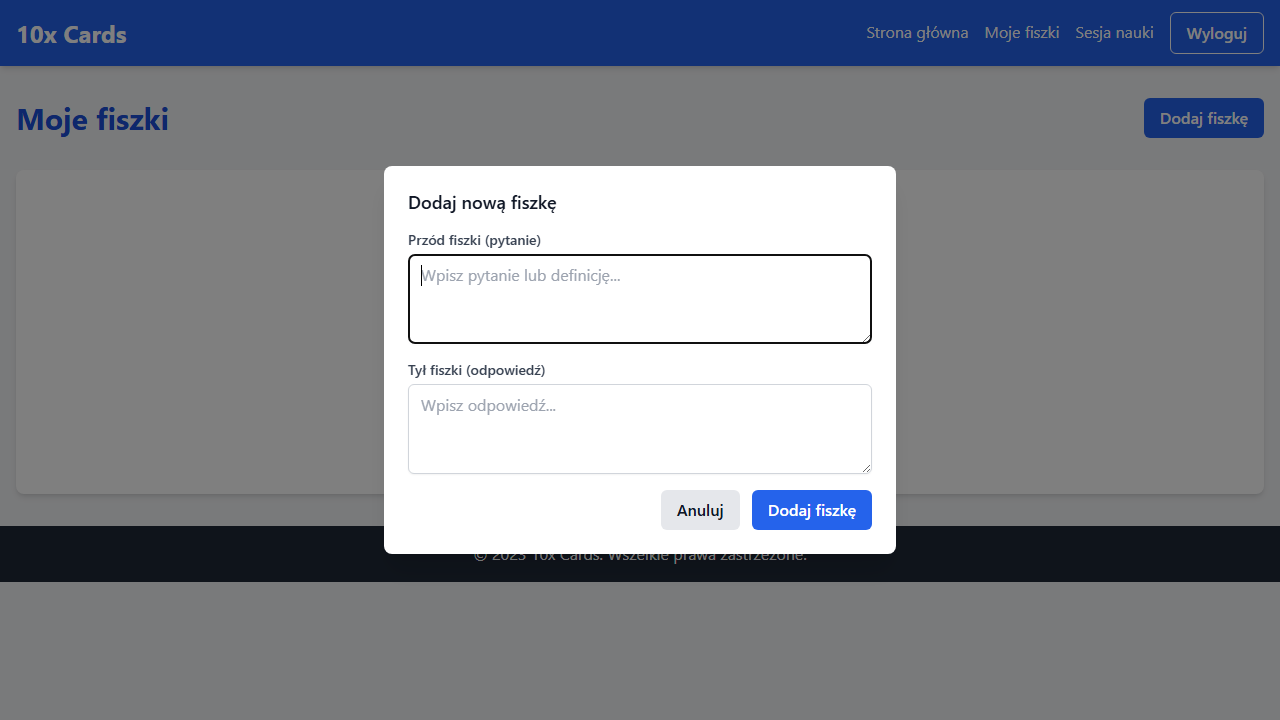 10x Cards
Strona główna
Moje fiszki
Sesja nauki
Wyloguj
Moje fiszki
Dodaj fiszkę
Dodaj nową fiszkę
Przód fiszki (pytanie)
Wpisz pytanie lub definicję...
Tył fiszki (odpowiedź)
Wpisz odpowiedź...
Anuluj
Dodaj fiszkę
© 2025 10x Cards. Wszelkie prawa zastrzeżone.